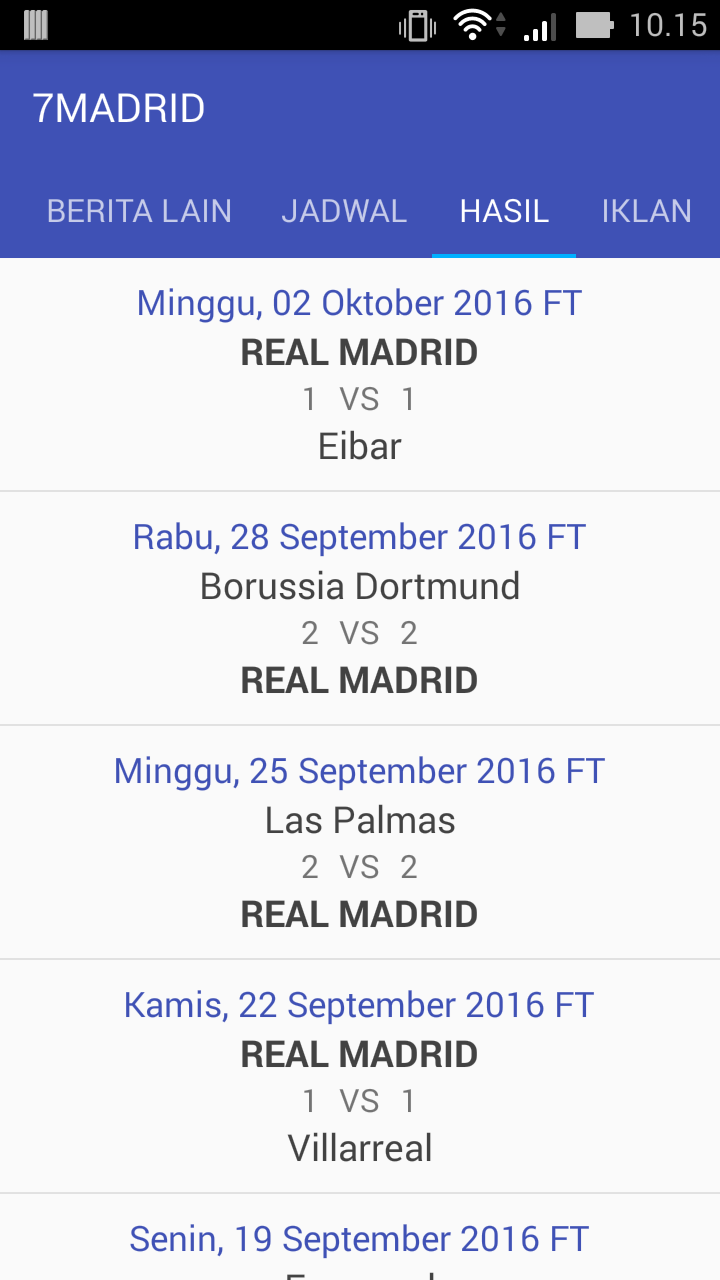 10.15
7MADRID
BERITA LAIN JADWAL HASIL IKLAN
Minggu, 02 Oktober 2016 FT
REAL MADRID
1 VS 1
Eibar
Rabu, 28 September 2016 FT
Borussia Dortmund
2 VS 2
REAL MADRID
Minggu, 25 September 2016 FT
Las Palmas
2 VS 2
REAL MADRID
Kamis, 22 September 2016 FT
REAL MADRID
1 VS 1
Villarreal
Senin, 19 September 2016 FT